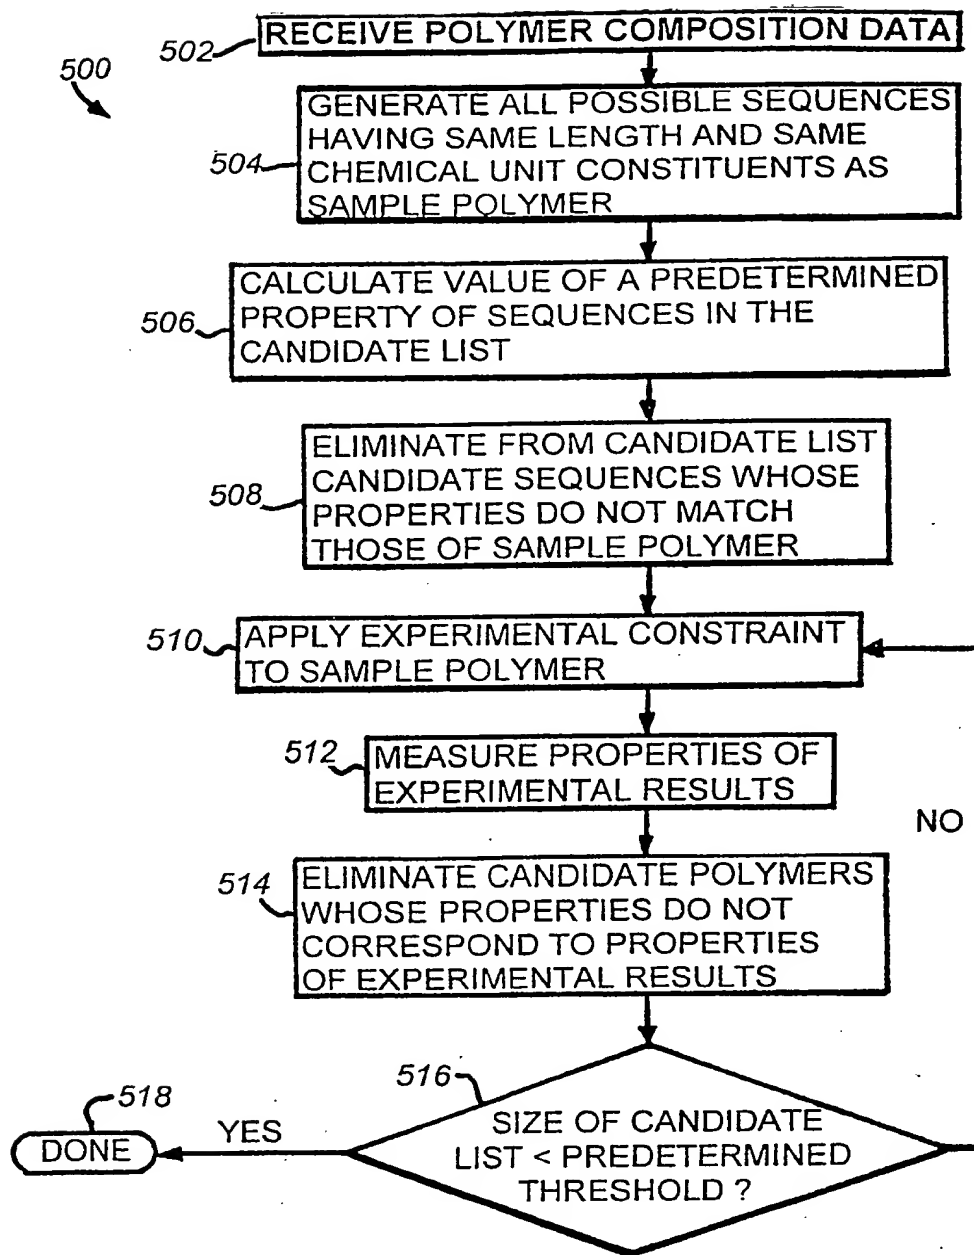 502 RECEIVE POLYMER COMPOSITION DATA
500
504
GENERATE ALL POSSIBLE SEQUENCES
HAVING SAME LENGTH AND SAME
CHEMICAL UNIT CONSTITUENTS AS
SAMPLE POLYMER
506
CALCULATE VALUE OF A PREDETERMINED
PROPERTY OF SEQUENCES IN THE
CANDIDATE LIST
508
ELIMINATE FROM CANDIDATE LIST
CANDIDATE SEQUENCES WHOSE
PROPERTIES DO NOT MATCH
THOSE OF SAMPLE POLYMER
510
APPLY EXPERIMENTAL CONSTRAINT
TO SAMPLE POLYMER
512
MEASURE PROPERTIES OF
EXPERIMENTAL RESULTS
NO
514
ELIMINATE CANDIDATE POLYMERS
WHOSE PROPERTIES DO NOT
CORRESPOND TO PROPERTIES
OF EXPERIMENTAL RESULTS
516
SIZE OF CANDIDATE
LIST < PREDETERMINED
THRESHOLD ?
YES
518
DONE